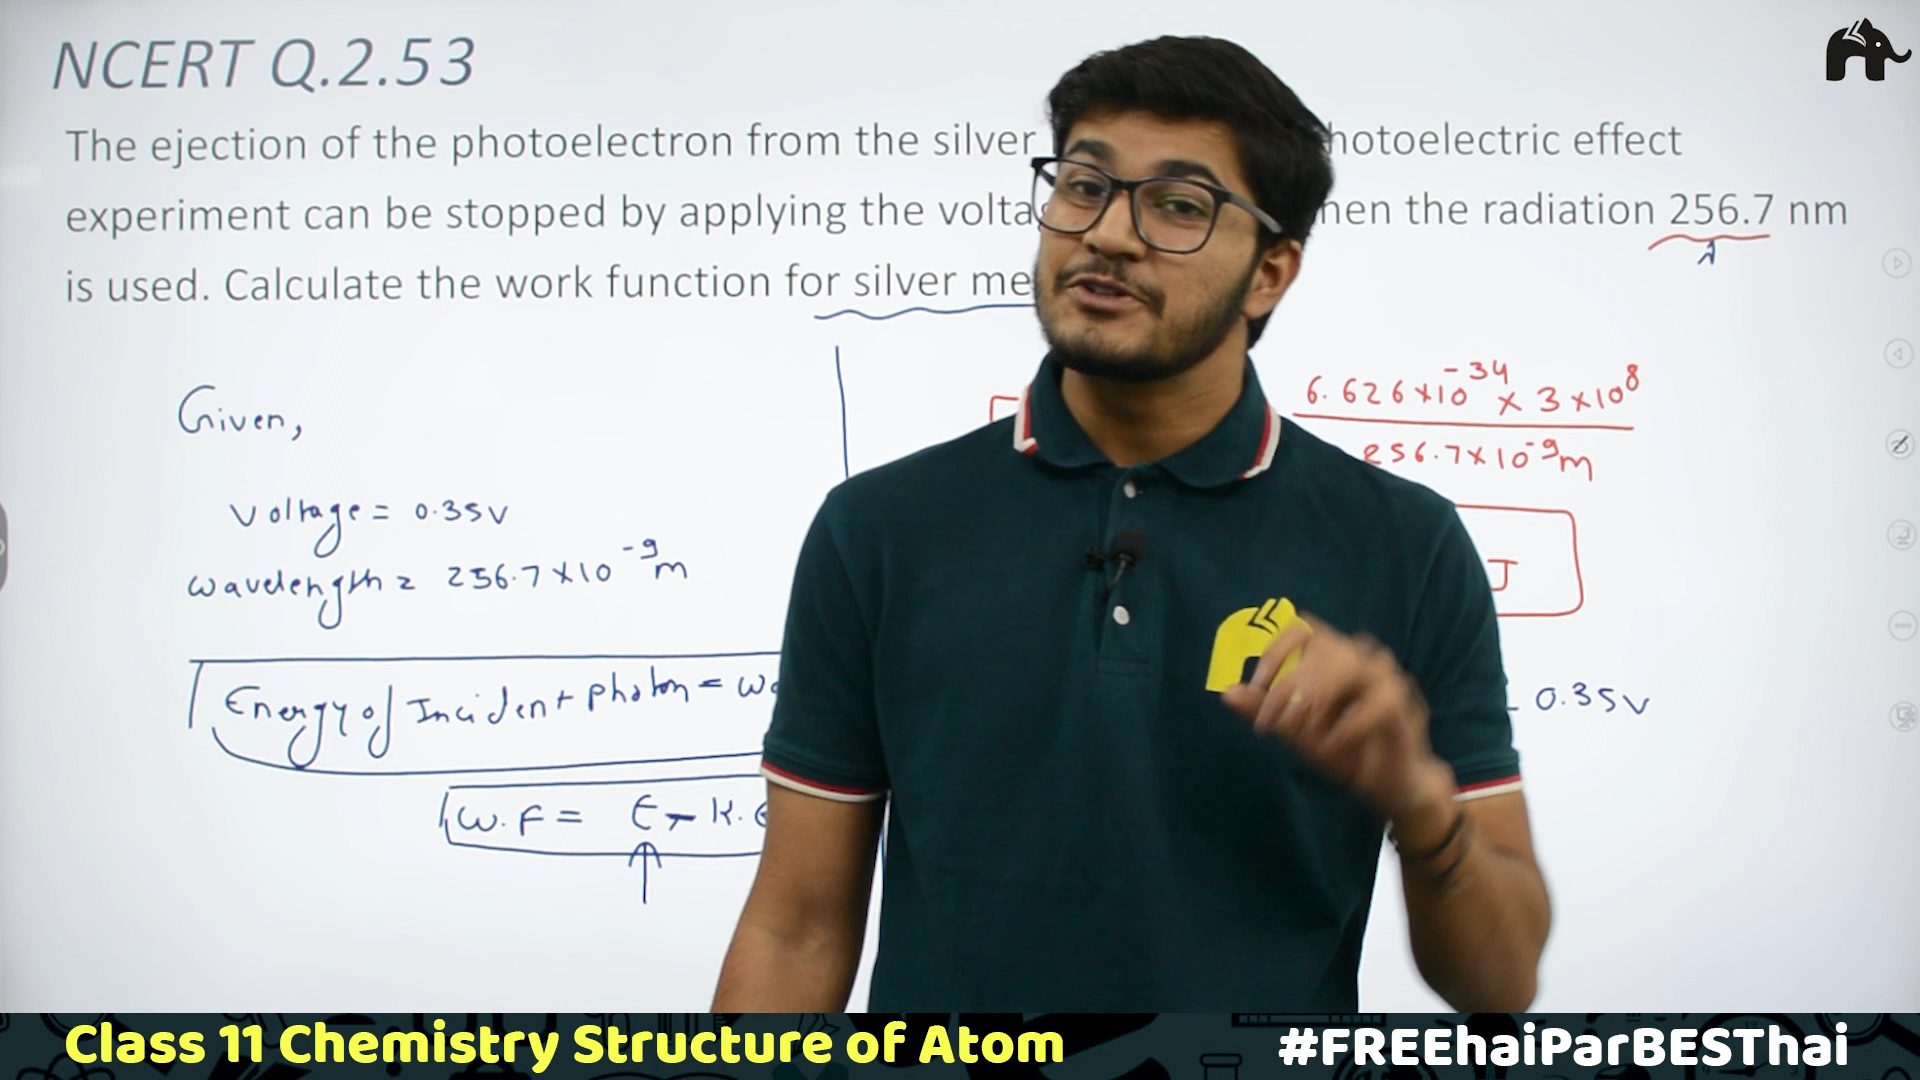 NCERT Q.2.53
The ejection of the photoelectron from the silver hotoelectric effect
experiment can be stopped by applying the volta hen the radiation 256.7 nm
λ
is used. Calculate the work function for silver me
Given,
Voltage = 0.35V
wavelength = 256.7 × 10⁻⁹ m
Energy of Incident Photon = wo
W.F = E - K.E
6.626 × 10⁻³⁴ × 3 × 10⁸
256.7 × 10⁻⁹ m
J
- 0.35V
Class 11 Chemistry Structure of Atom
#FREEhaiParBESThai